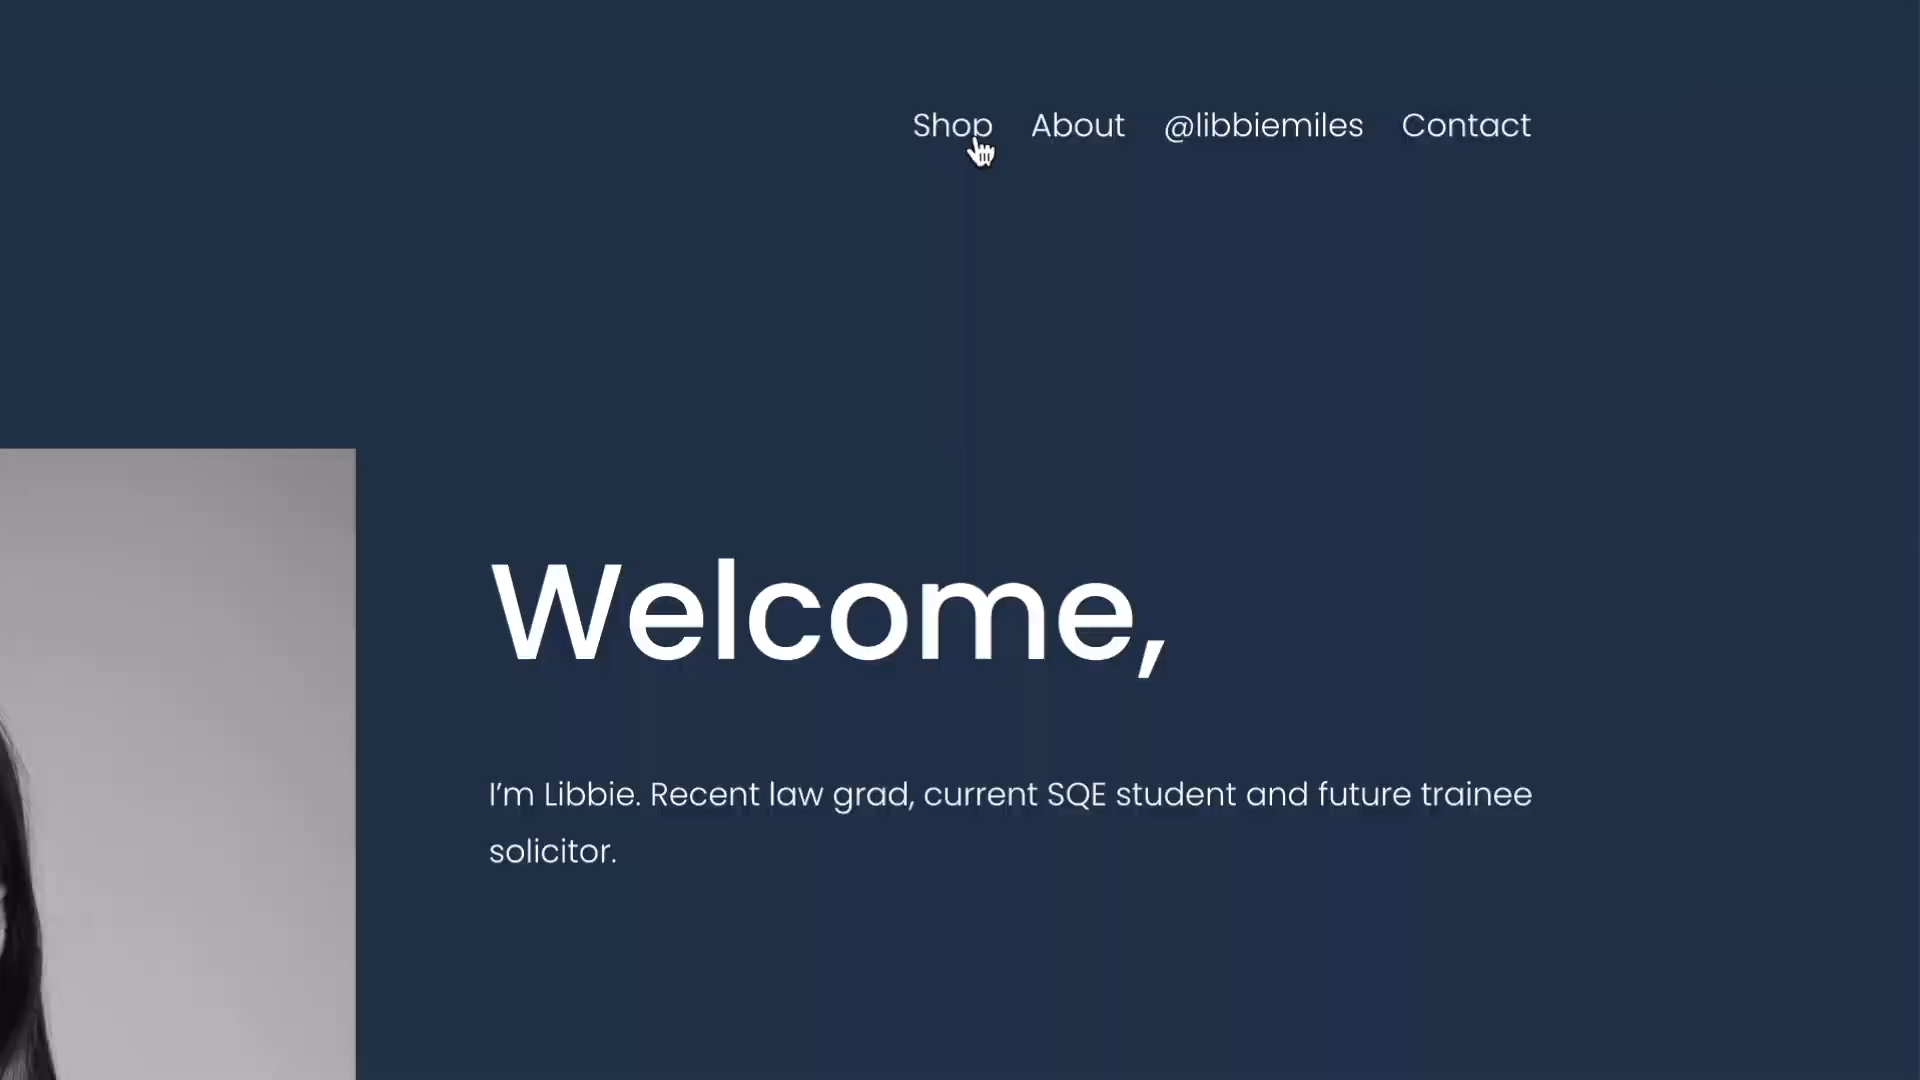 Shop About @libbiemiles Contact
Welcome,
I’m Libbie. Recent law grad, current SQE student and future trainee
solicitor.